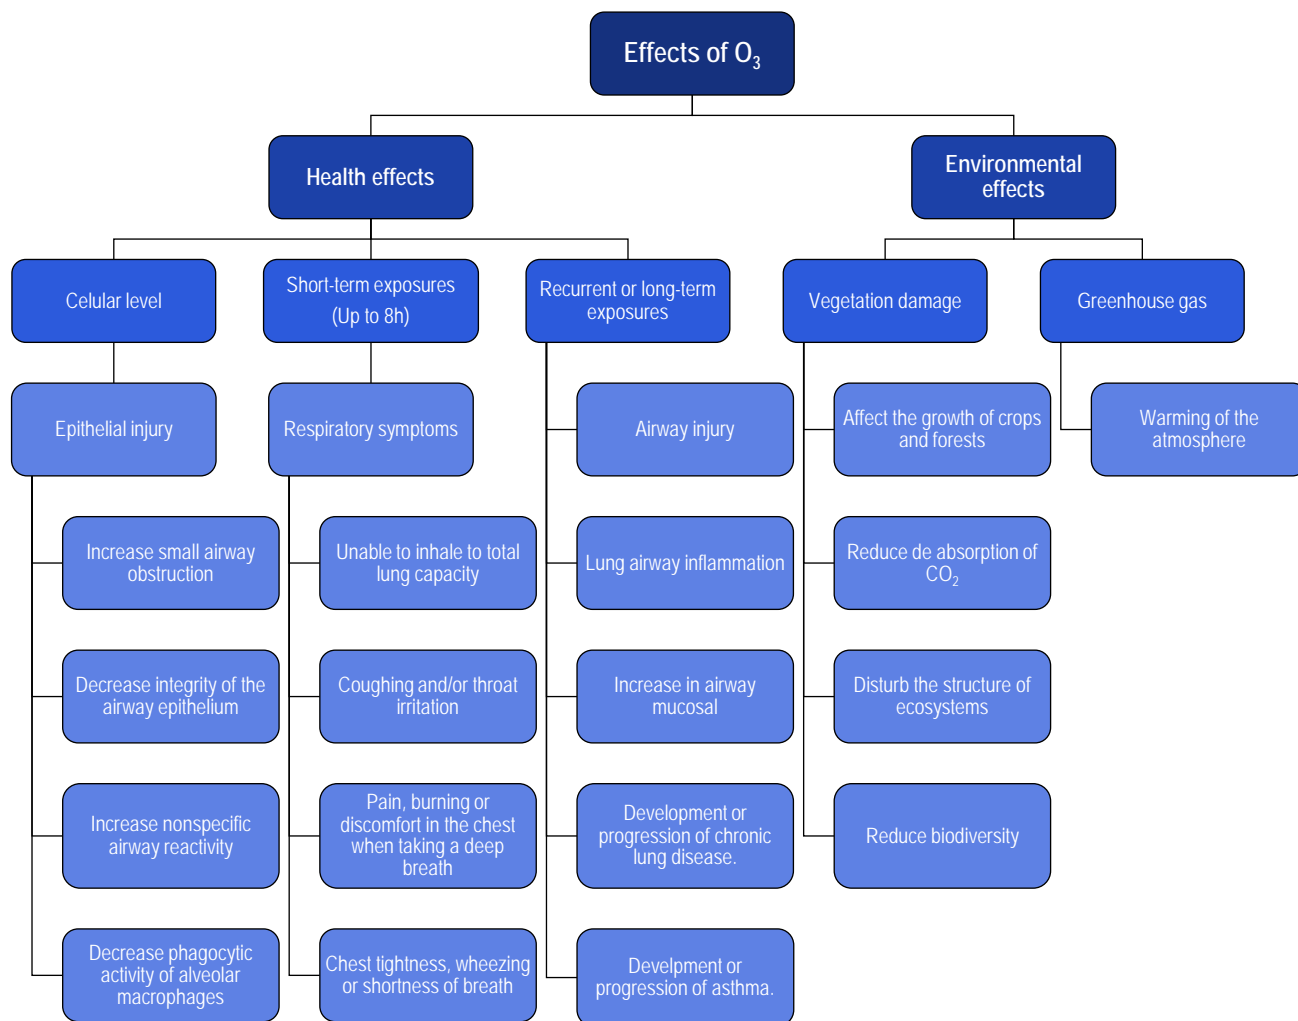 Effects of O₃
Health effects
Environmental
effects
Celular level
Short-term exposures
(Up to 8h)
Recurrent or long-term
exposures
Vegetation damage
Greenhouse gas
Epithelial injury
Respiratory symptoms
Airway injury
Affect the growth of crops
and forests
Warming of the
atmosphere
Increase small airway
obstruction
Unable to inhale to total
lung capacity
Lung airway inflammation
Reduce de absorption of
CO₂
Decrease integrity of the
airway epithelium
Coughing and/or throat
irritation
Increase in airway
mucosal
Disturb the structure of
ecosystems
Increase nonspecific
airway reactivity
Pain, burning or
discomfort in the chest
when taking a deep
breath
Development or
progression of chronic
lung disease.
Reduce biodiversity
Decrease phagocytic
activity of alveolar
macrophages
Chest tightness, wheezing
or shortness of breath
Develpment or
progression of asthma.